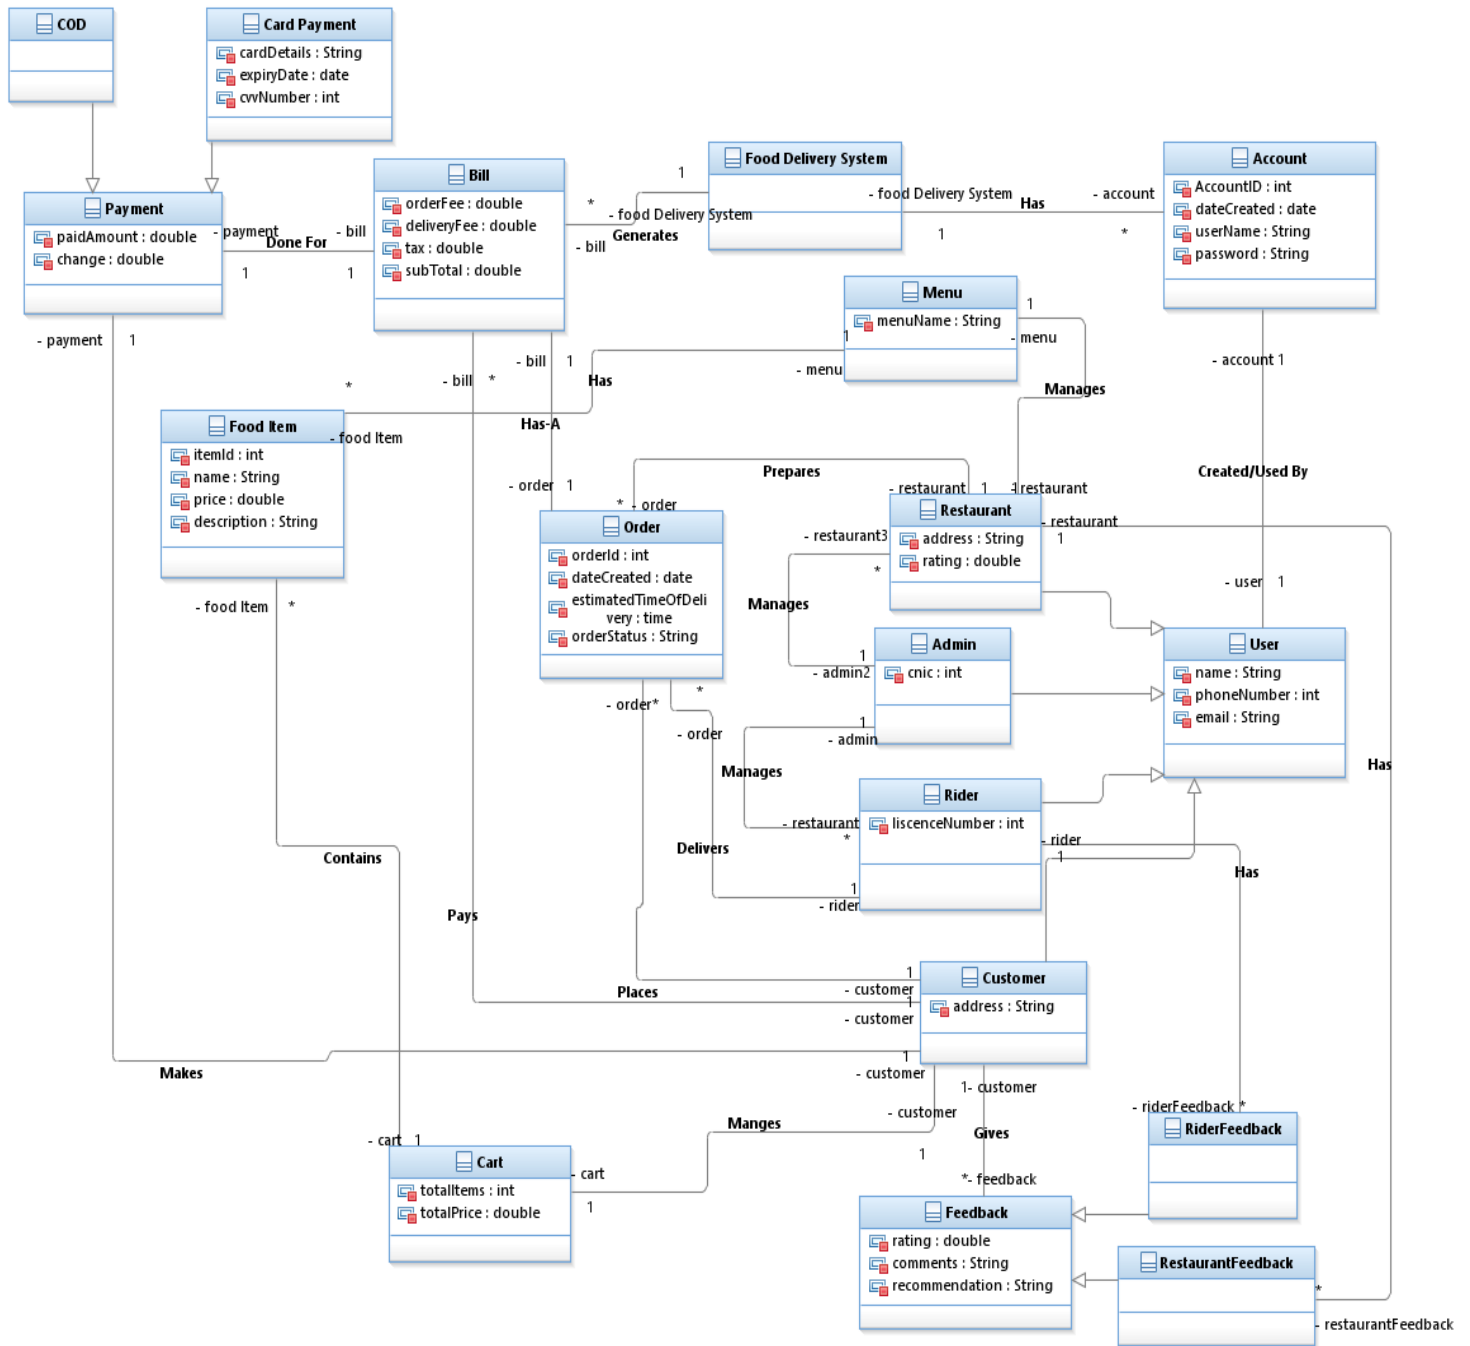 COD
Card Payment
cardDetails : String
expiryDate : date
cvvNumber : int
Payment
paidAmount : double
change : double
- payment
Done For
- bill
1
1
Bill
orderFee : double
deliveryFee : double
tax : double
subTotal : double
*
- food Delivery System
Generates
- bill
1
Food Delivery System
- food Delivery System
Has
- account
1
*
Account
AccountID : int
dateCreated : date
userName : String
password : String
Menu
menuName : String
1
- menu
1
- menu
Manages
- payment
1
- bill
1
- bill
*
Has
*
Has-A
Food Item
- food Item
itemId : int
name : String
price : double
description : String
- food Item
*
- order
1
Prepares
*
- order
- restaurant
1
1
- restaurant
- account 1
Created/Used By
- user
1
Order
orderId : int
dateCreated : date
estimatedTimeOfDeli
very : time
orderStatus : String
Restaurant
address : String
rating : double
- restaurant
1
- restaurant3
*
Manages
1
- admin2
Admin
cnic : int
1
- admin
Manages
- restaurant
*
User
name : String
phoneNumber : int
email : String
Has
- order*
*
- order
Delivers
1
- rider
Rider
liscenceNumber : int
- rider
1
Has
Contains
Pays
Places
1
- customer
1
- customer
Customer
address : String
Makes
1
- customer
- customer
1
Manges
1- customer
Gives
*- feedback
- riderFeedback *
RiderFeedback
- cart
1
Cart
totalItems : int
totalPrice : double
- cart
1
Feedback
rating : double
comments : String
recommendation : String
RestaurantFeedback
*
- restaurantFeedback